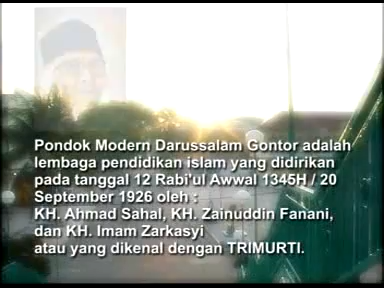 Pondok Modern Darussalam Gontor adalah
lembaga pendidikan islam yang didirikan
pada tanggal 12 Rabi'ul Awwal 1345H / 20
September 1926 oleh :
KH. Ahmad Sahal, KH. Zainuddin Fanani,
dan KH. Imam Zarkasyi
atau yang dikenal dengan TRIMURTI.